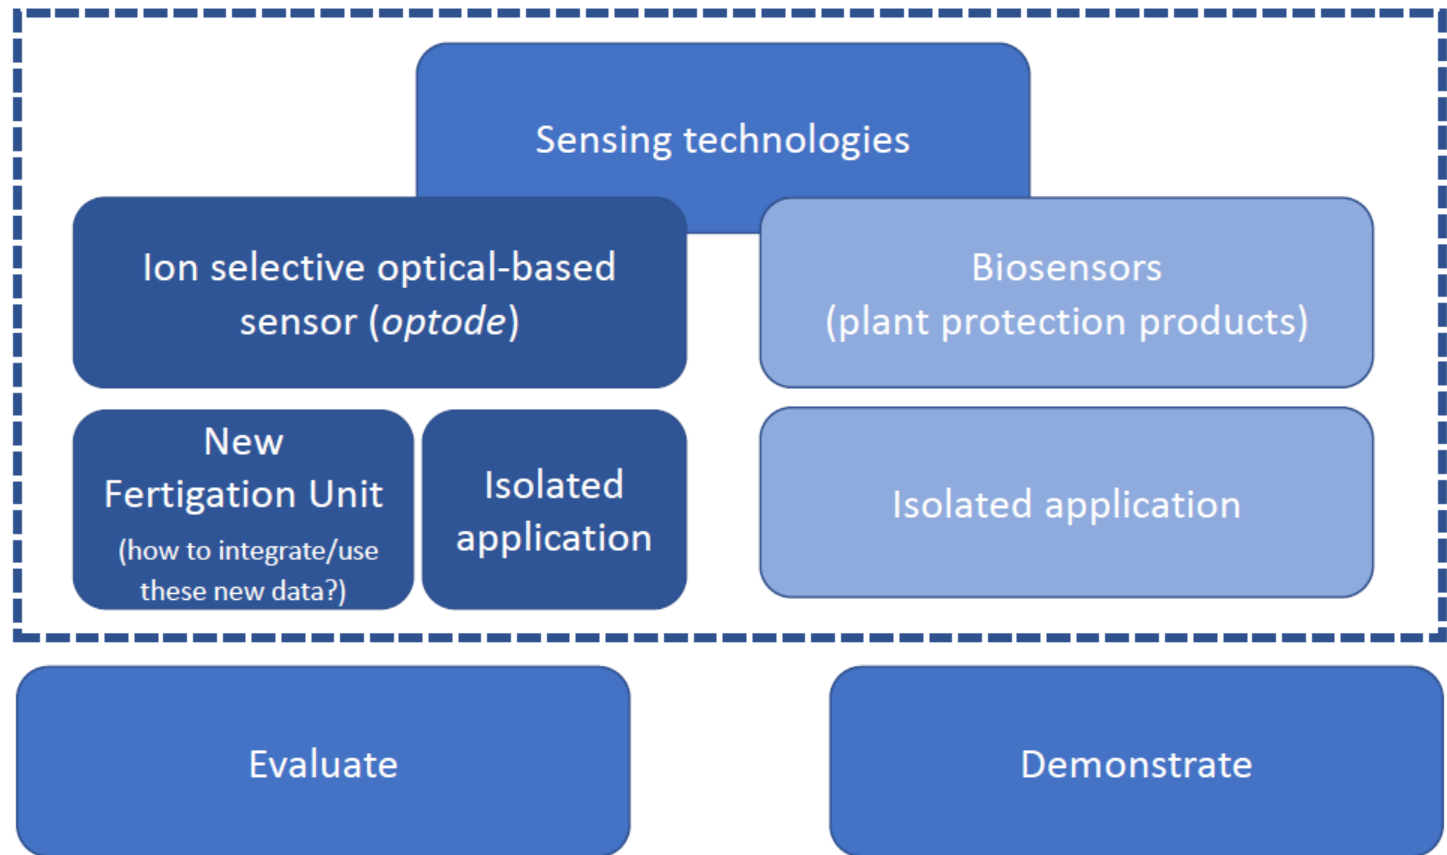 Sensing technologies
Ion selective optical-based
sensor (optode)
Biosensors
(plant protection products)
New
Fertigation Unit
(how to integrate/use
these new data?)
Isolated
application
Isolated application
Evaluate
Demonstrate